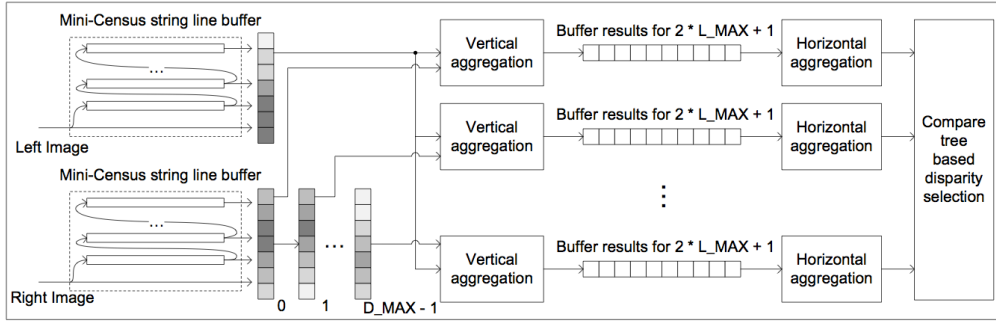 Mini-Census string line buffer
...
Left Image
Mini-Census string line buffer
...
Right Image
0
1
...
D_MAX - 1
Vertical
aggregation
Buffer results for 2 * L_MAX + 1
Horizontal
aggregation
Vertical
aggregation
Buffer results for 2 * L_MAX + 1
Horizontal
aggregation
Vertical
aggregation
Buffer results for 2 * L_MAX + 1
Horizontal
aggregation
Compare
tree
based
disparity
selection